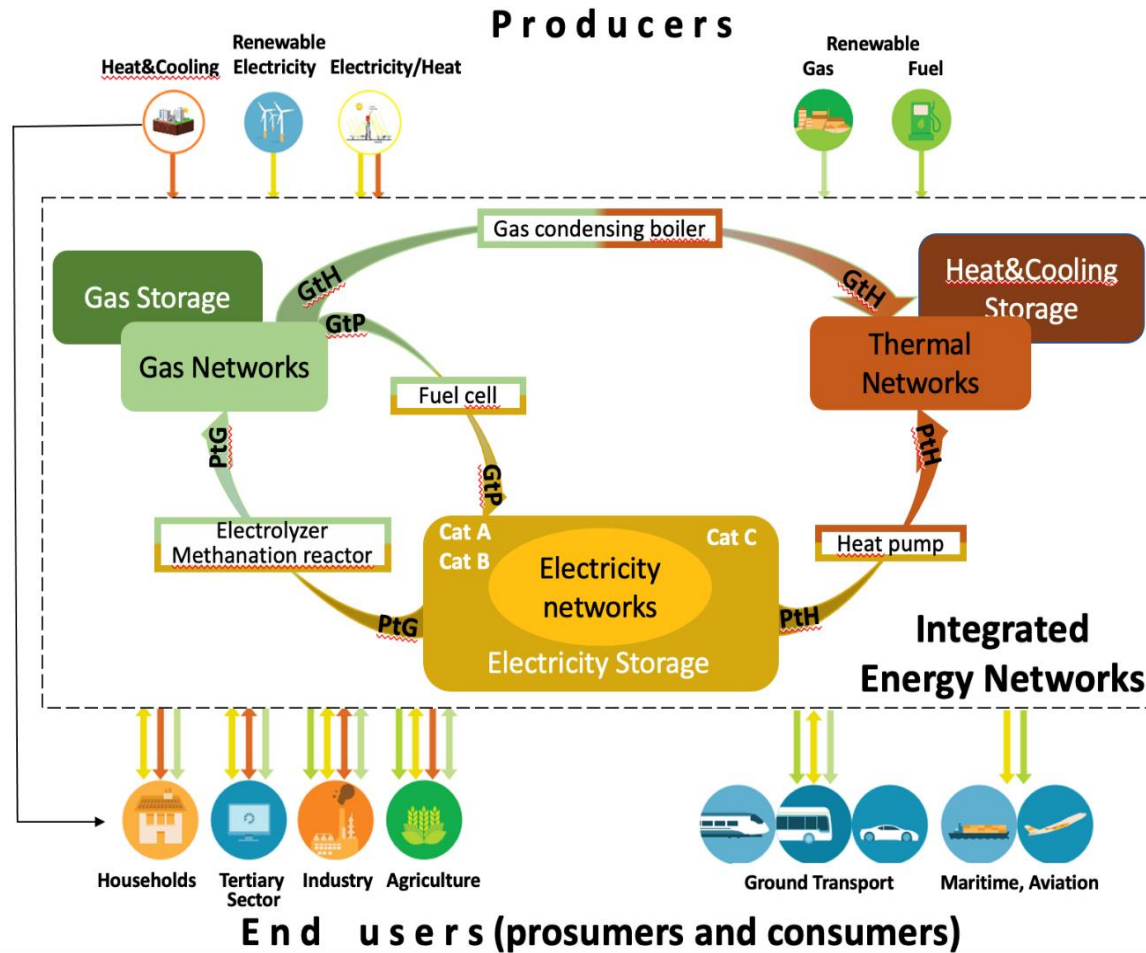 Producers
Renewable
Heat&Cooling Electricity Electricity/Heat
Renewable
Gas Fuel
Gas condensing boiler
GtH
GtH
Gas Storage
Heat&Cooling
Storage
GtP
Gas Networks
Thermal
Networks
Fuel cell
PtG
PtH
GtP
Electrolyzer
Methanation reactor
Cat A
Cat B
Cat C
Heat pump
Electricity
networks
PtG
PtH
Electricity Storage
Integrated
Energy Networks
Households
Tertiary
Sector
Industry
Agriculture
Ground Transport
Maritime, Aviation
End users (prosumers and consumers)